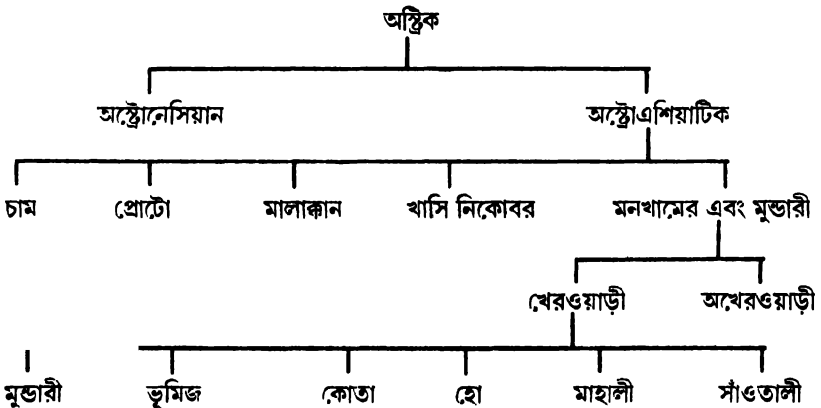 অস্ট্রিক
অস্ট্রোনেসিয়ান অস্ট্রোএশিয়াটিক
চাম প্রোটো মালাক্কান খাসি নিকোবর মনখামের এবং মুন্ডারী
খেরওয়াড়ী অখেরওয়াড়ী
মুন্ডারী ভূমিজ কোতা হো মাহালী সাঁওতালী